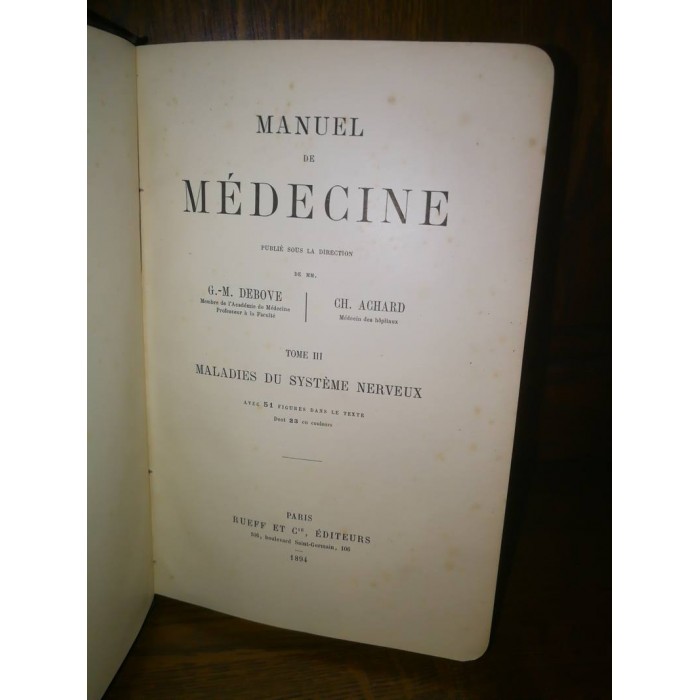 MANUEL
DE
MÉDECINE
PUBLIÉ SOUS LA DIRECTION
DE MM.
G.-M. DEBOVE
Membre de l'Académie de Médecine
Professeur à la Faculté
CH. ACHARD
Médecin des hôpitaux
TOME III
MALADIES DU SYSTÈME NERVEUX
AVEC 51 FIGURES DANS LE TEXTE
Dont 23 en couleurs
PARIS
RUEFF ET Cie, ÉDITEURS
106, boulevard Saint-Germain, 106
1894